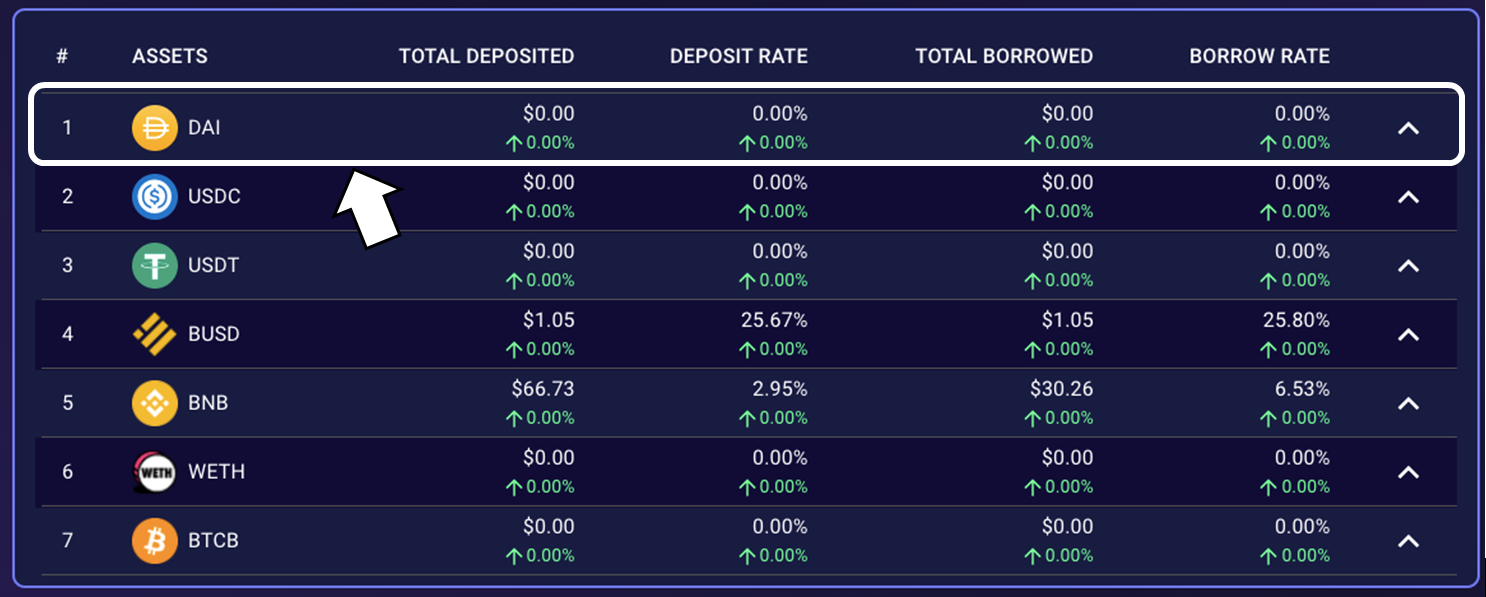 # ASSETS TOTAL DEPOSITED DEPOSIT RATE TOTAL BORROWED BORROW RATE
1 DAI $0.00 0.00% $0.00 0.00%
0.00% 0.00% 0.00% 0.00%
2 USDC $0.00 0.00% $0.00 0.00%
0.00% 0.00% 0.00% 0.00%
3 USDT $0.00 0.00% $0.00 0.00%
0.00% 0.00% 0.00% 0.00%
4 BUSD $1.05 25.67% $1.05 25.80%
0.00% 0.00% 0.00% 0.00%
5 BNB $66.73 2.95% $30.26 6.53%
0.00% 0.00% 0.00% 0.00%
6 WETH WETH $0.00 0.00% $0.00 0.00%
0.00% 0.00% 0.00% 0.00%
7 BTCB $0.00 0.00% $0.00 0.00%
0.00% 0.00% 0.00% 0.00%